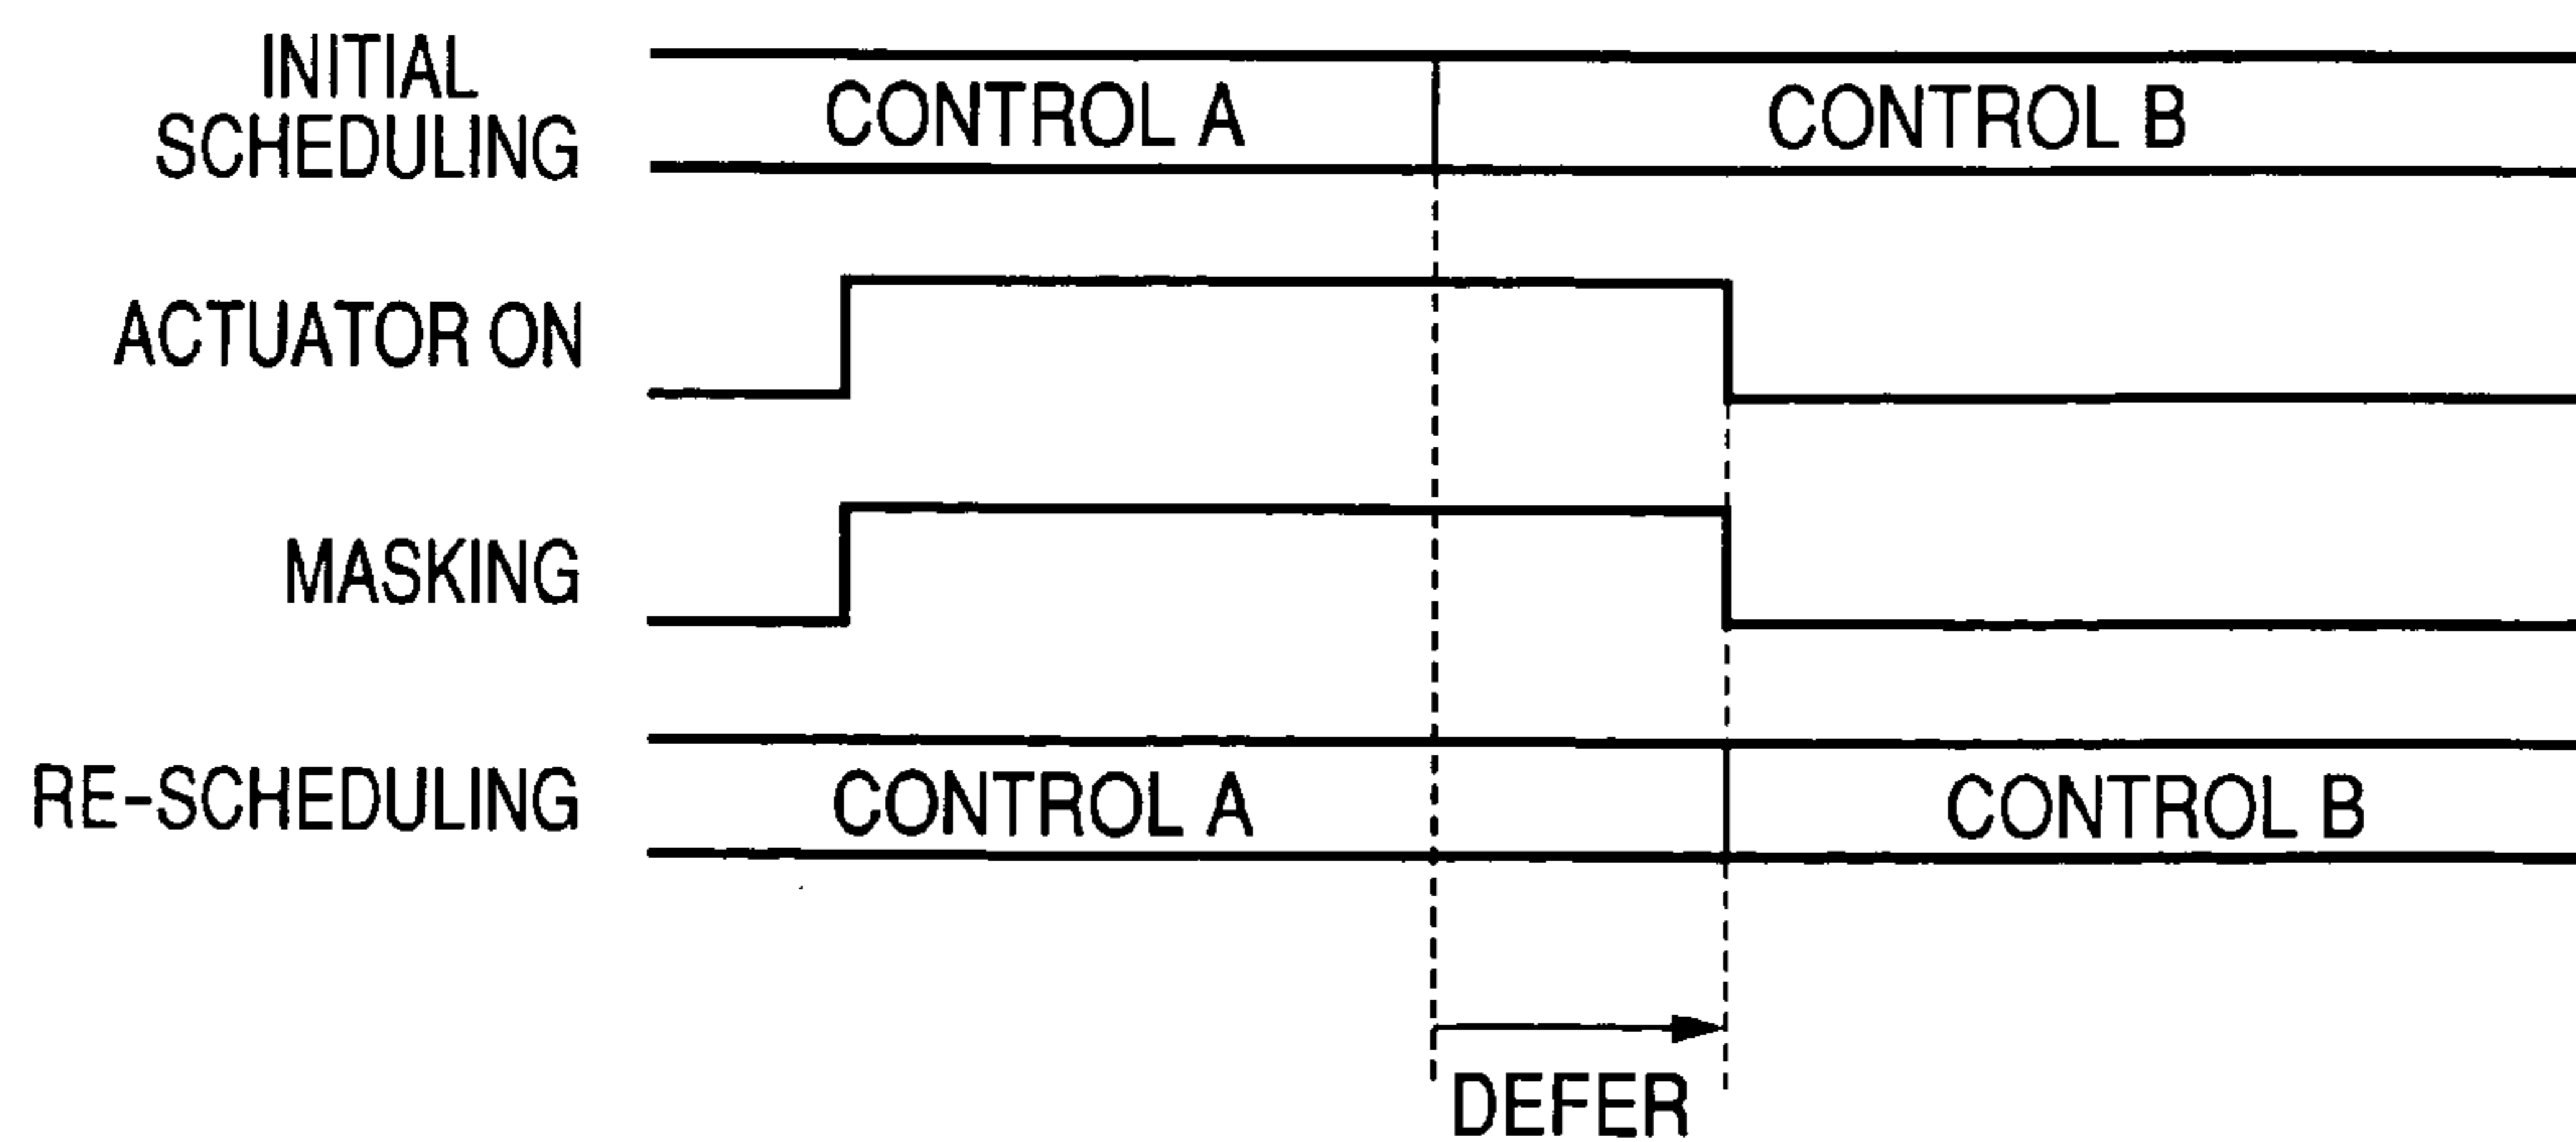 INITIAL
SCHEDULING
CONTROL A
CONTROL B
ACTUATOR ON
MASKING
RE-SCHEDULING
CONTROL A
CONTROL B
DEFER